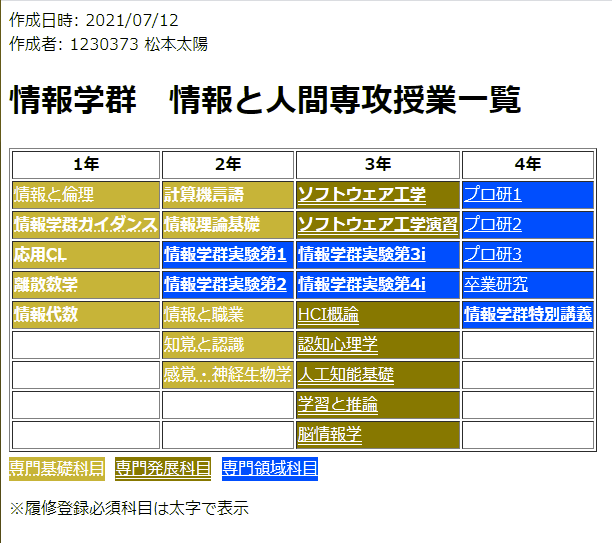 作成日時: 2021/07/12
作成者: 1230373 松本太陽
情報学群　情報と人間専攻授業一覧
1年 2年 3年 4年
情報と倫理 計算機言語 ソフトウェア工学 プロ研1
情報学群ガイダンス 情報理論基礎 ソフトウェア工学演習 プロ研2
応用CL 情報学群実験第1 情報学群実験第3i プロ研3
離散数学 情報学群実験第2 情報学群実験第4i 卒業研究
情報代数 情報と職業 HCI概論 情報学群特別講義
知覚と認識 認知心理学
感覚・神経生物学 人工知能基礎
学習と推論
脳情報学
専門基礎科目 専門発展科目 専門領域科目
※履修登録必須科目は太字で表示